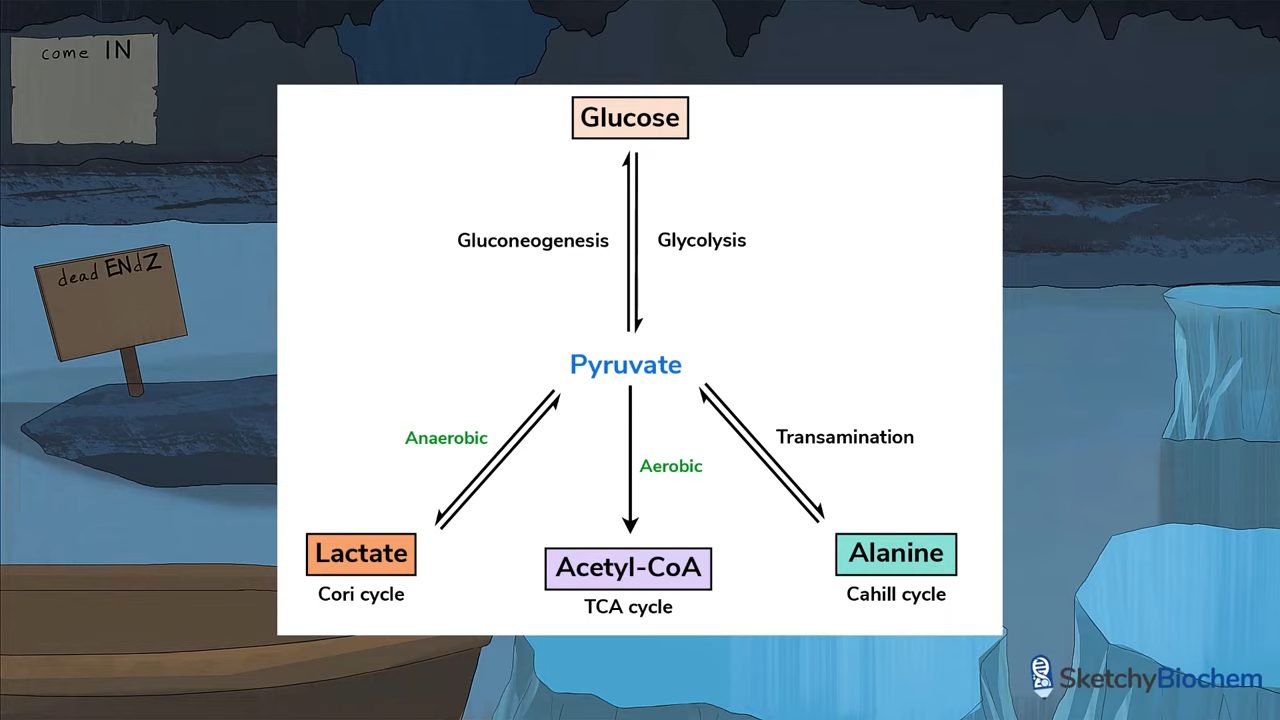 come IN
dead ENdZ
Glucose
Gluconeogenesis
Glycolysis
Pyruvate
Anaerobic
Aerobic
Transamination
Lactate
Cori cycle
Acetyl-CoA
TCA cycle
Alanine
Cahill cycle
SketchyBiochem